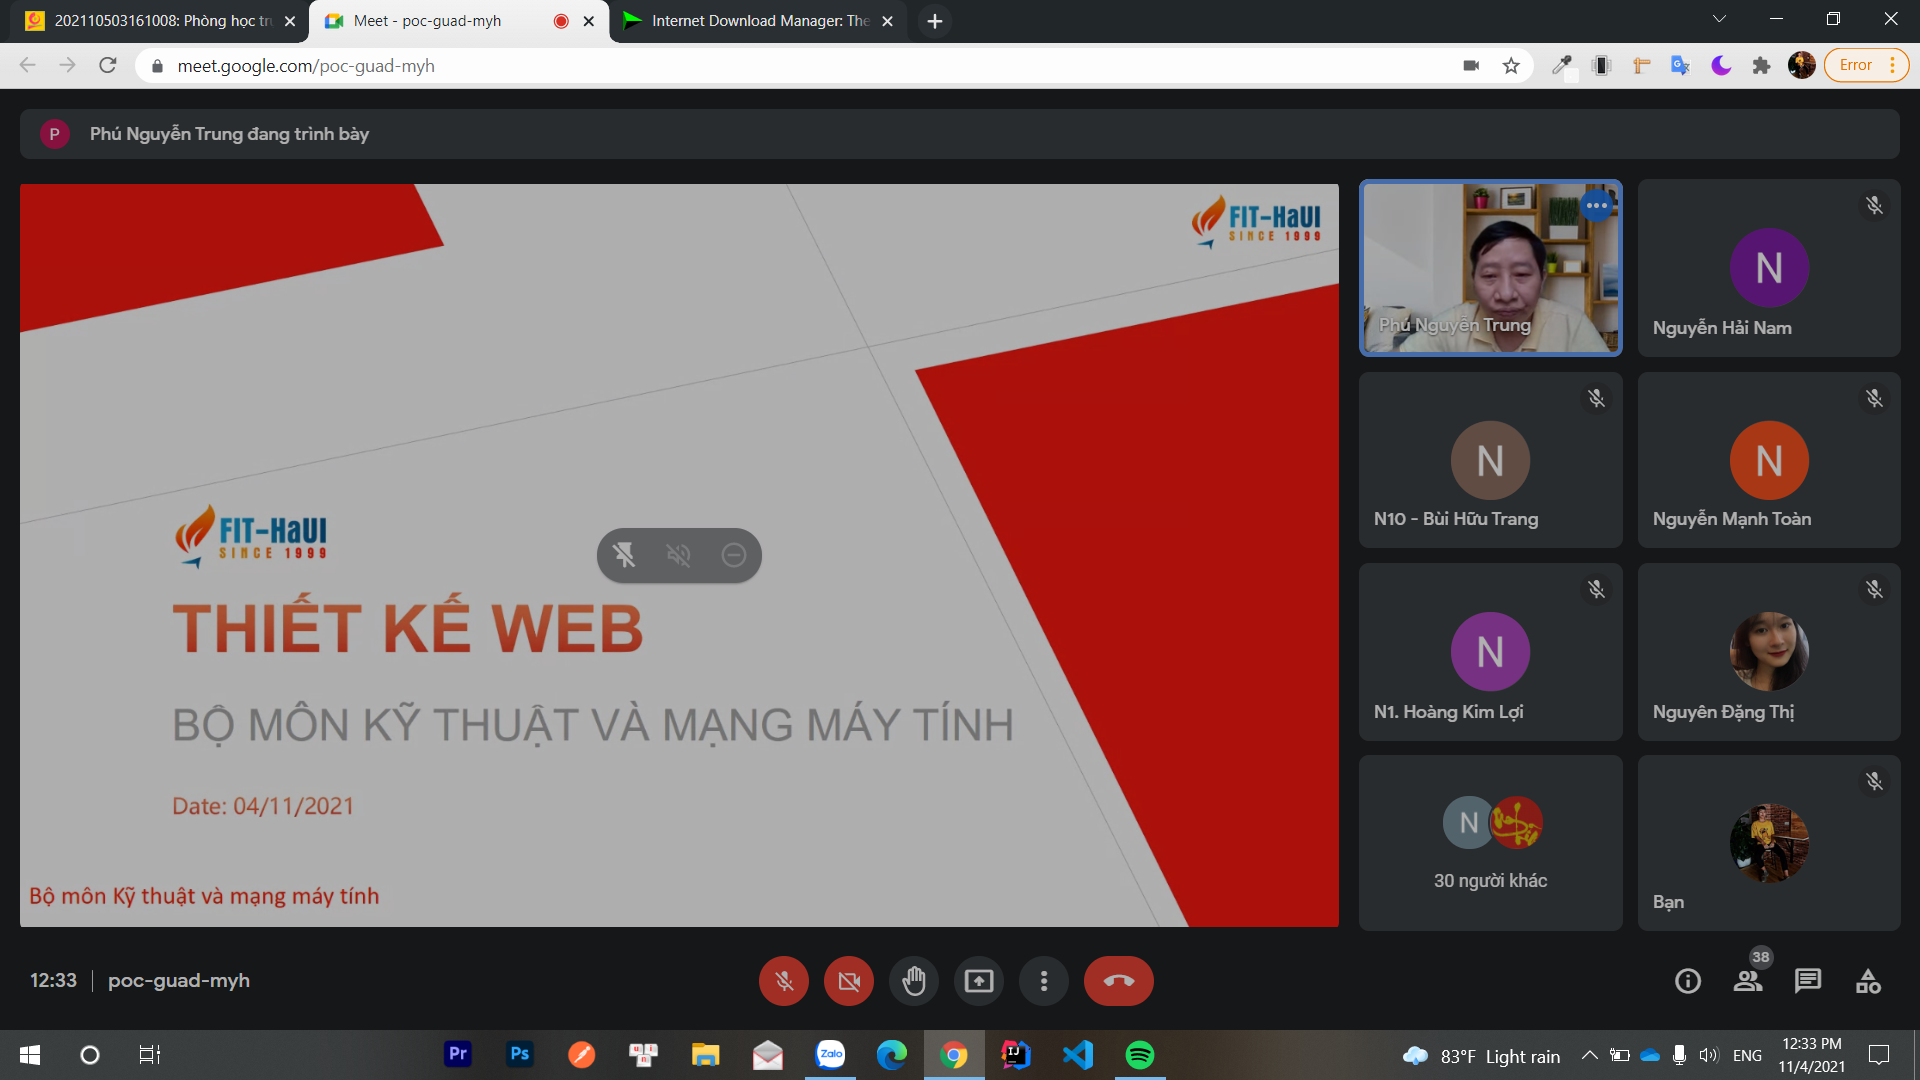 202110503161008: Phòng học tr
Meet - poc-guad-myh
Internet Download Manager: The
meet.google.com/poc-guad-myh
Error
P
Phú Nguyễn Trung đang trình bày
FIT-HaUI
SINCE 1999
FIT-HaUI
SINCE 1999
THIẾT KẾ WEB
BỘ MÔN KỸ THUẬT VÀ MẠNG MÁY TÍNH
Date: 04/11/2021
Bộ môn Kỹ thuật và mạng máy tính
Phú Nguyễn Trung
N
Nguyễn Hải Nam
N
N10 - Bùi Hữu Trang
N
Nguyễn Mạnh Toàn
N
N1. Hoàng Kim Lợi
Nguyên Đặng Thị
N
30 người khác
Bạn
12:33
poc-guad-myh
38
Pr
Ps
Zalo
IJ
83°F Light rain
ENG
12:33 PM
11/4/2021